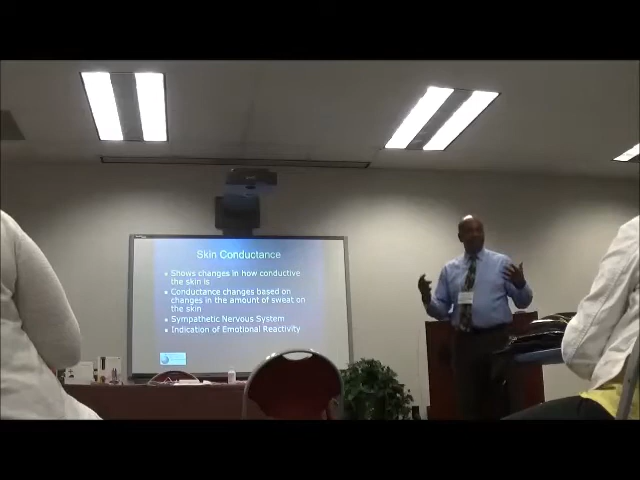 Skin Conductance
Shows changes in how conductive
the skin is
Conductance changes based on
changes in the amount of sweat on
the skin
Sympathetic Nervous System
Indication of Emotional Reactivity